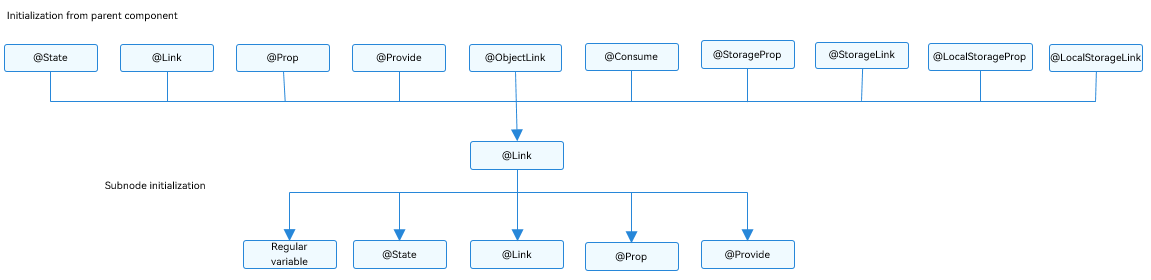 Initialization from parent component
@State
@Link
@Prop
@Provide
@ObjectLink
@Consume
@StorageProp
@StorageLink
@LocalStorageProp
@LocalStorageLink
@Link
Subnode initialization
Regular
variable
@State
@Link
@Prop
@Provide